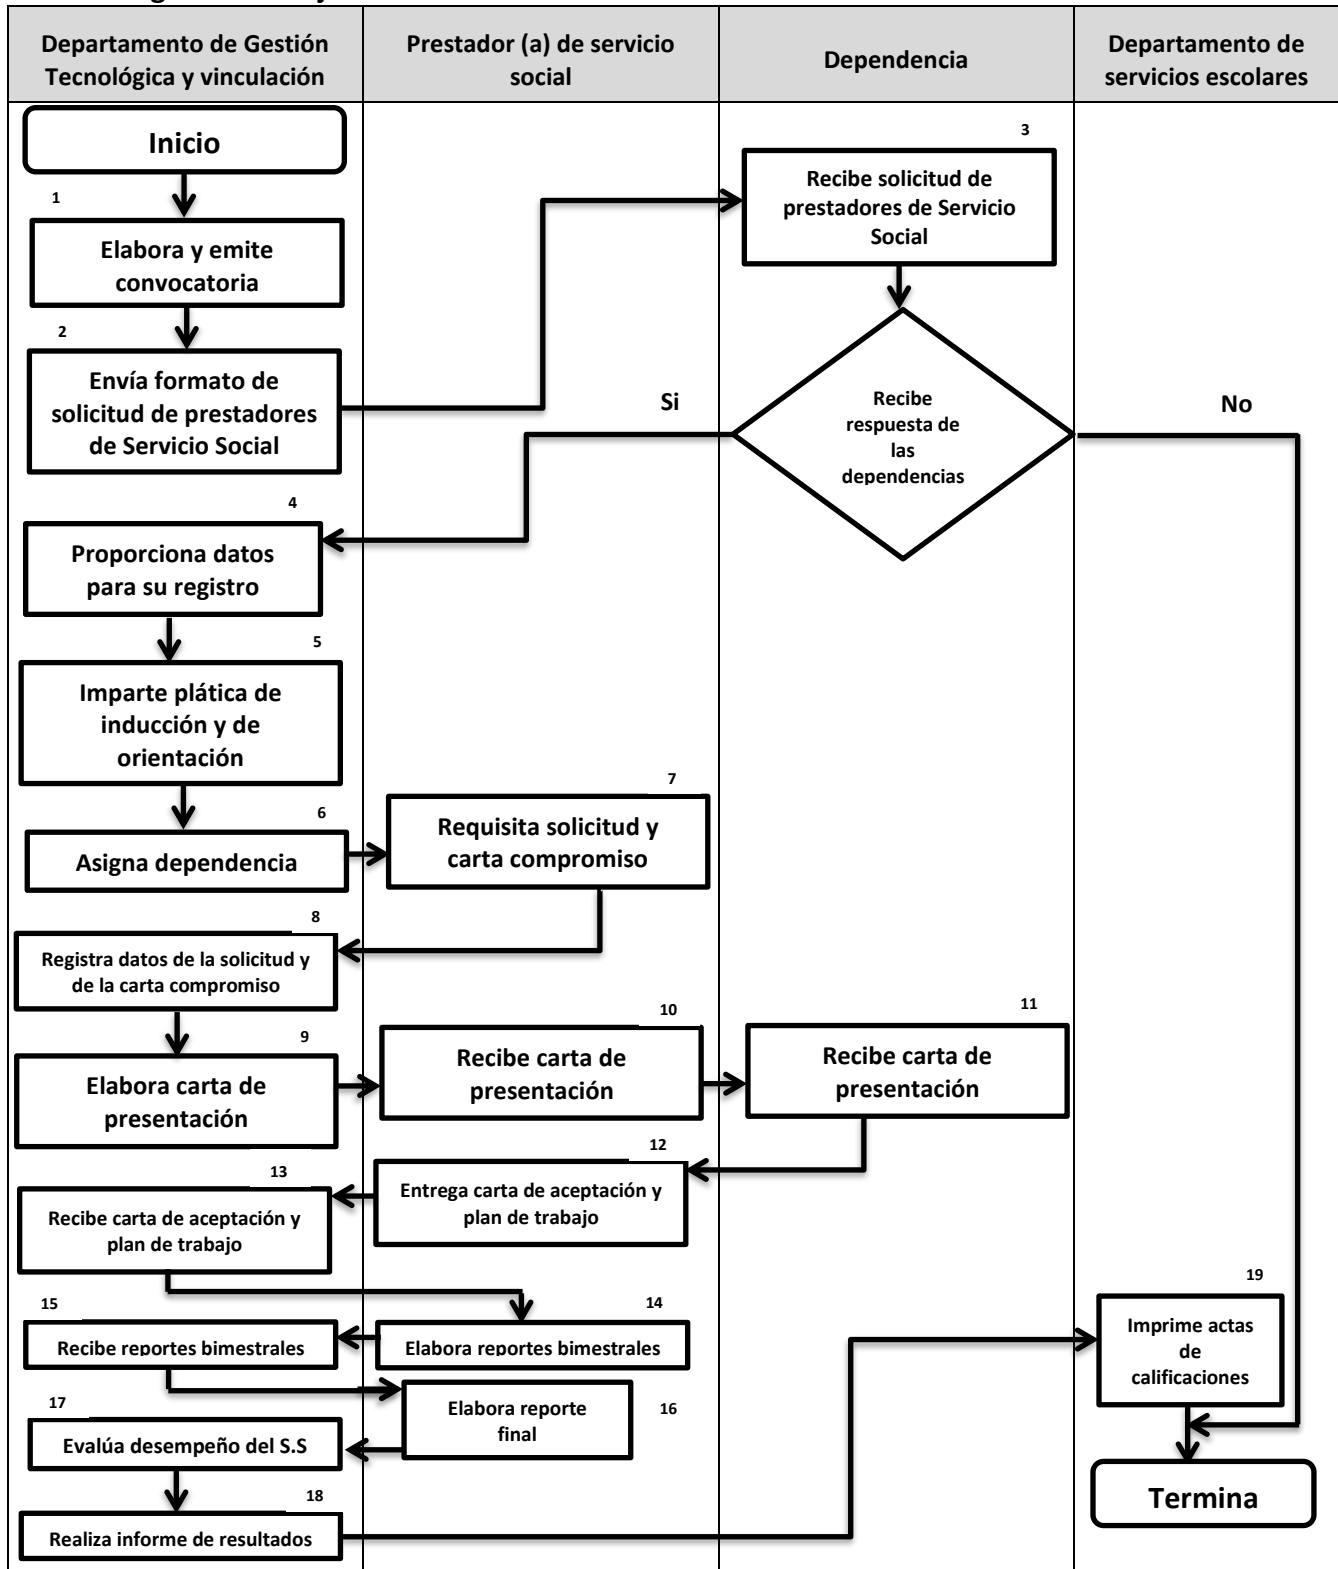 Departamento de Gestión
Tecnológica y vinculación
Prestador (a) de servicio
social
Dependencia
Departamento de
servicios escolares
Inicio
1
Elabora y emite
convocatoria
2
Envía formato de
solicitud de prestadores
de Servicio Social
3
Recibe solicitud de
prestadores de Servicio
Social
Recibe
respuesta de
las
dependencias
Si
No
4
Proporciona datos
para su registro
5
Imparte plática de
inducción y de
orientación
6
Asigna dependencia
7
Requisita solicitud y
carta compromiso
8
Registra datos de la solicitud y
de la carta compromiso
9
Elabora carta de
presentación
10
Recibe carta de
presentación
11
Recibe carta de
presentación
12
Entrega carta de aceptación y
plan de trabajo
13
Recibe carta de aceptación y
plan de trabajo
14
Elabora reportes bimestrales
15
Recibe reportes bimestrales
16
Elabora reporte
final
17
Evalúa desempeño del S.S
18
Realiza informe de resultados
19
Imprime actas
de
calificaciones
Termina